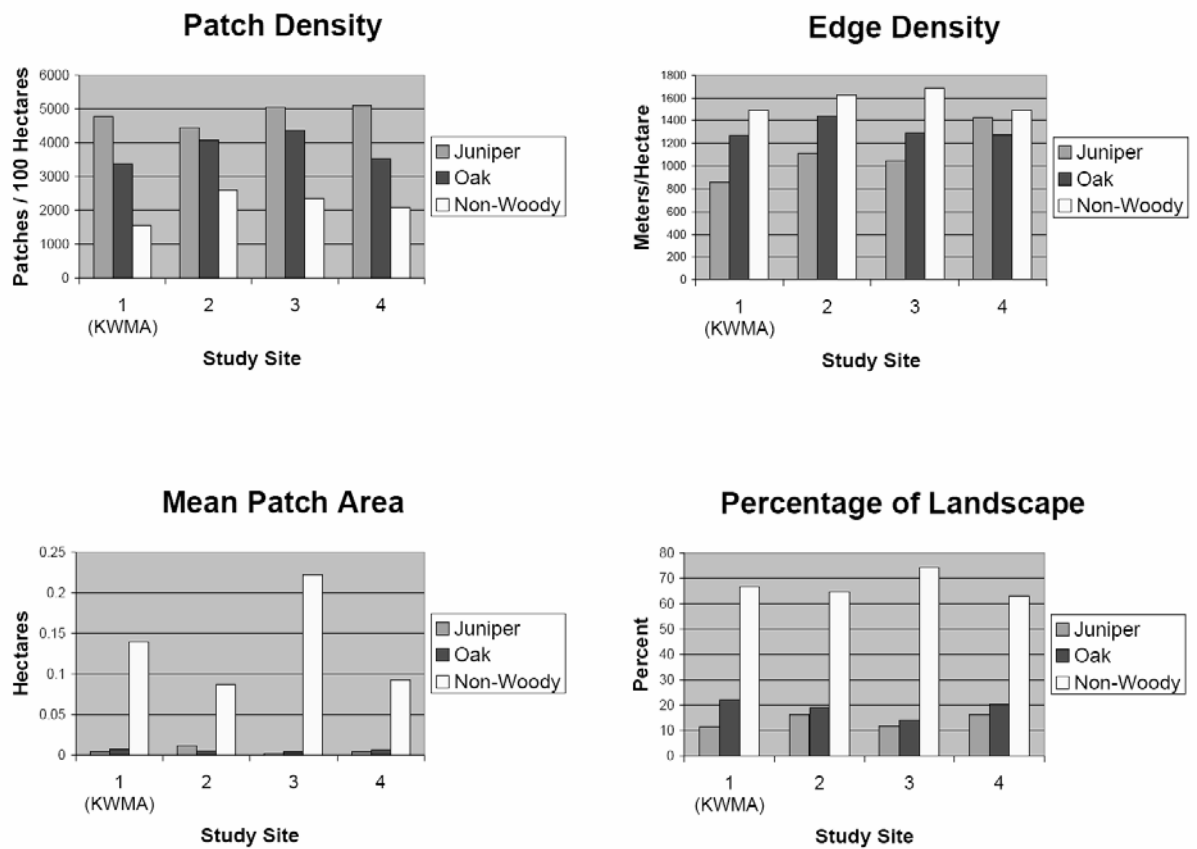 Patch Density
6000
5000
4000
3000
2000
1000
0
Patches / 100 Hectares
1 2 3 4
(KWMA)
Study Site
Juniper
Oak
Non-Woody
Edge Density
1800
1600
1400
1200
1000
800
600
400
200
0
Meters/Hectare
1 2 3 4
(KWMA)
Study Site
Juniper
Oak
Non-Woody
Mean Patch Area
0.25
0.2
0.15
0.1
0.05
0
Hectares
1 2 3 4
(KWMA)
Study Site
Juniper
Oak
Non-Woody
Percentage of Landscape
80
70
60
50
40
30
20
10
0
Percent
1 2 3 4
(KWMA)
Study Site
Juniper
Oak
Non-Woody